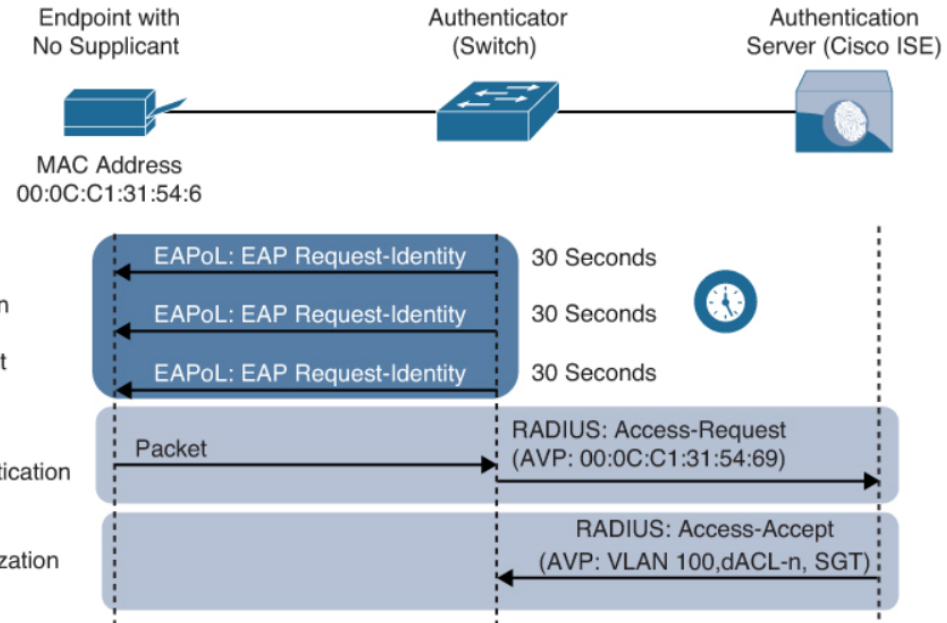 Endpoint with
No Supplicant
Authenticator
(Switch)
Authentication
Server (Cisco ISE)
MAC Address
00:0C:C1:31:54:6
EAPoL: EAP Request-Identity
30 Seconds
n
EAPoL: EAP Request-Identity
30 Seconds
t
EAPoL: EAP Request-Identity
30 Seconds
Packet
RADIUS: Access-Request
(AVP: 00:0C:C1:31:54:69)
tication
RADIUS: Access-Accept
zation
(AVP: VLAN 100,dACL-n, SGT)